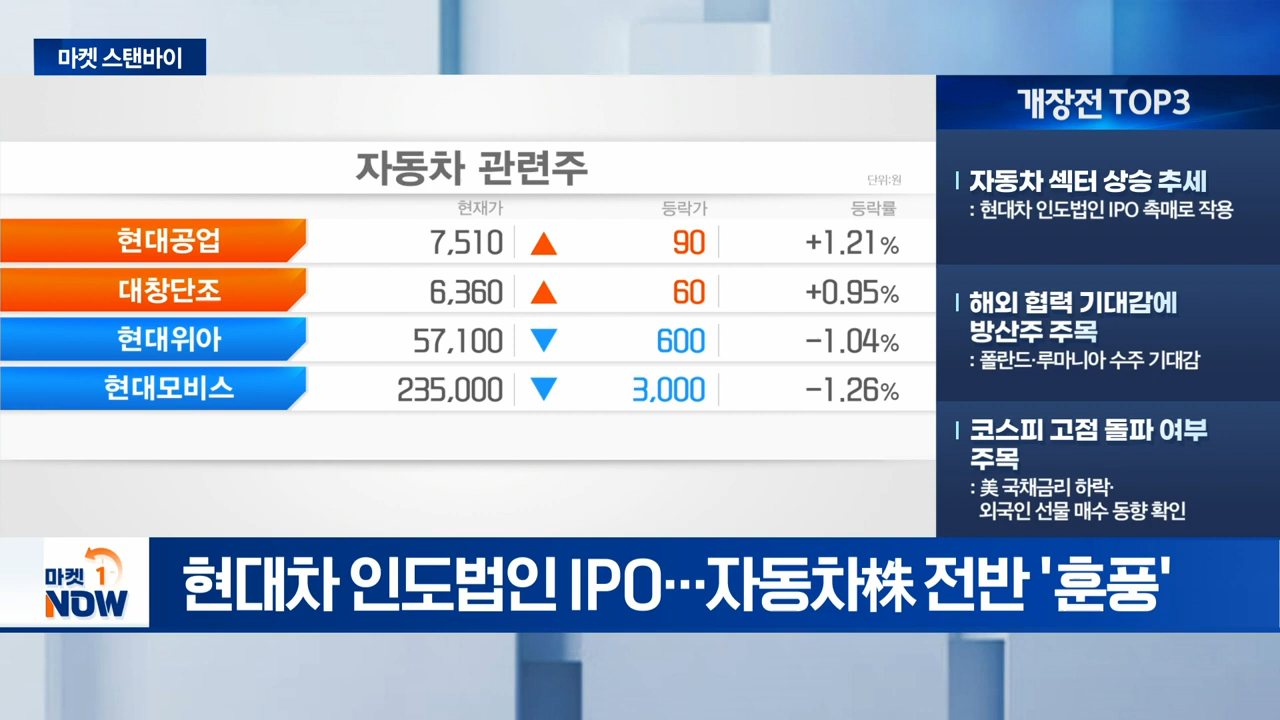 마켓 스탠바이
자동차 관련주
단위:원
현재가 등락가 등락률
현대공업 7,510 ▲ 90 +1.21%
대창단조 6,360 ▲ 60 +0.95%
현대위아 57,100 ▼ 600 -1.04%
현대모비스 235,000 ▼ 3,000 -1.26%
개장전 TOP3
자동차 섹터 상승 추세
: 현대차 인도법인 IPO 촉매로 작용
해외 협력 기대감에
방산주 주목
: 폴란드·루마니아 수주 기대감
코스피 고점 돌파 여부
주목
: 美 국채금리 하락·
외국인 선물 매수 동향 확인
마켓 1
NOW
현대차 인도법인 IPO…자동차株 전반 '훈풍'